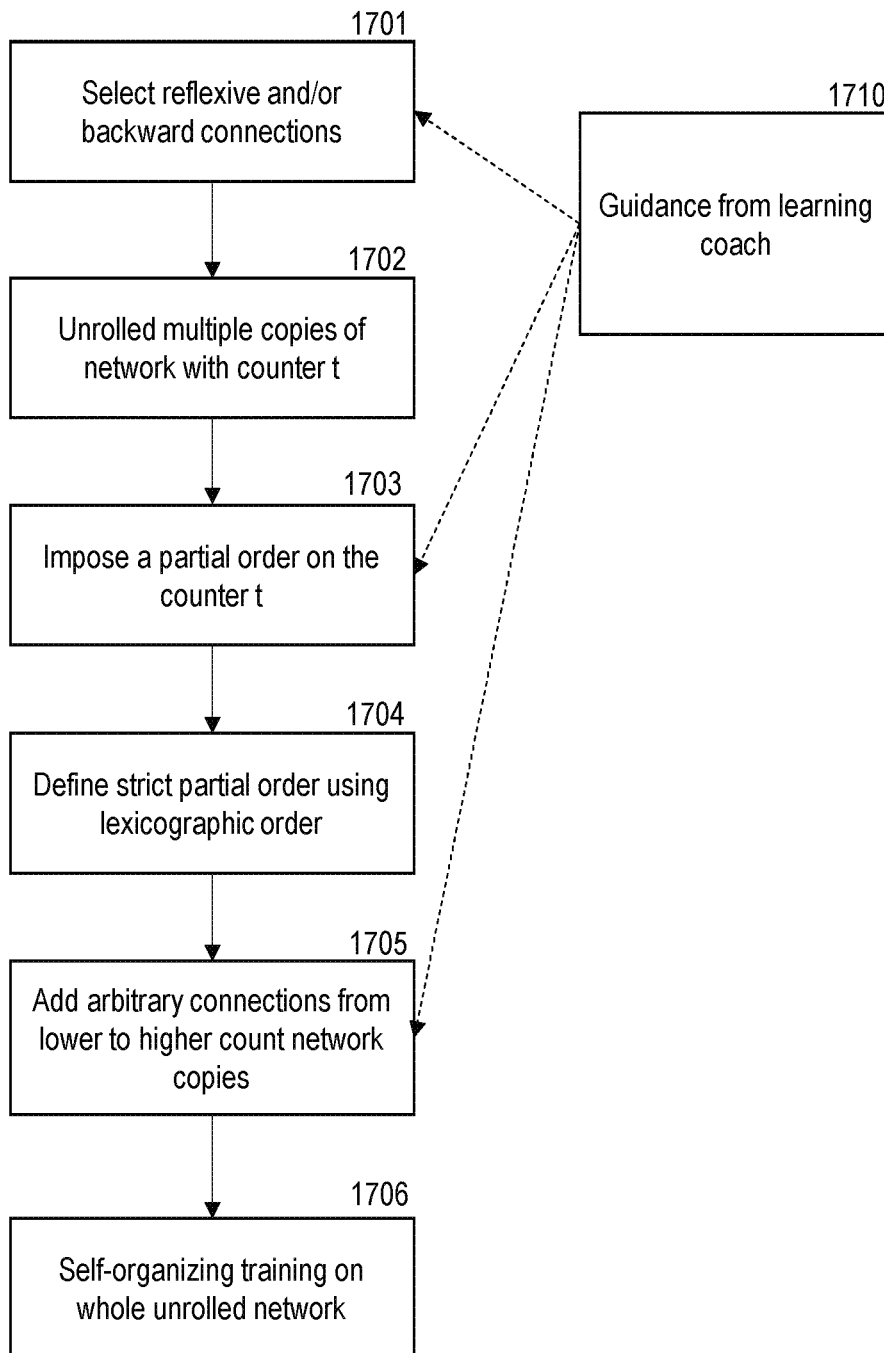 1701
Select reflexive and/or
backward connections
1710
Guidance from learning
coach
1702
Unrolled multiple copies of
network with counter t
1703
Impose a partial order on the
counter t
1704
Define strict partial order using
lexicographic order
1705
Add arbitrary connections from
lower to higher count network
copies
1706
Self-organizing training on
whole unrolled network